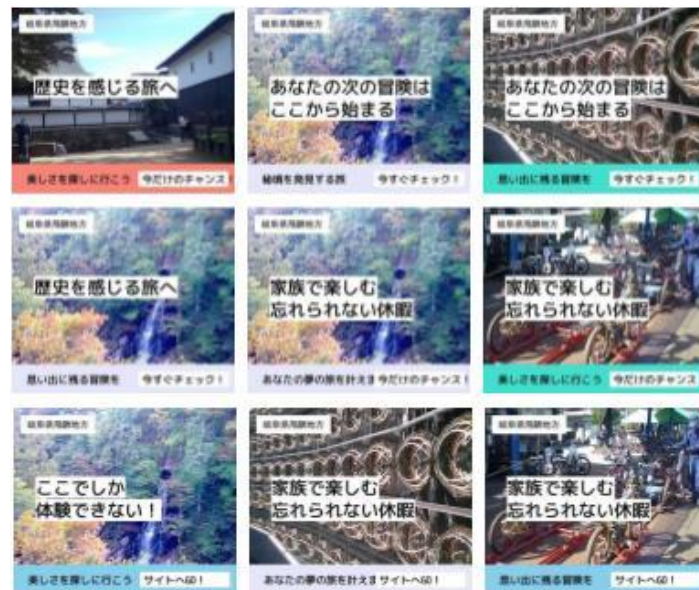 岐阜県飛騨地方
歴史を感じる旅へ
美しさを探しに行こう
今だけのチャンス!
岐阜県飛騨地方
あなたの次の冒険は
ここから始まる
秘境を発見する旅
今すぐチェック!
岐阜県飛騨地方
あなたの次の冒険は
ここから始まる
思い出に残る冒険を
今すぐチェック!
岐阜県飛騨地方
歴史を感じる旅へ
思い出に残る冒険を
今すぐチェック!
岐阜県飛騨地方
家族で楽しむ
忘れられない休暇
あなたの夢の旅を叶えま
今だけのチャンス!
岐阜県飛騨地方
家族で楽しむ
忘れられない休暇
美しさを探しに行こう
今だけのチャンス!
岐阜県飛騨地方
ここでしか
体験できない!
美しさを探しに行こう
サイトへGO!
岐阜県飛騨地方
家族で楽しむ
忘れられない休暇
あなたの夢の旅を叶えま
サイトへGO!
岐阜県飛騨地方
家族で楽しむ
忘れられない休暇
思い出に残る冒険を
サイトへGO!